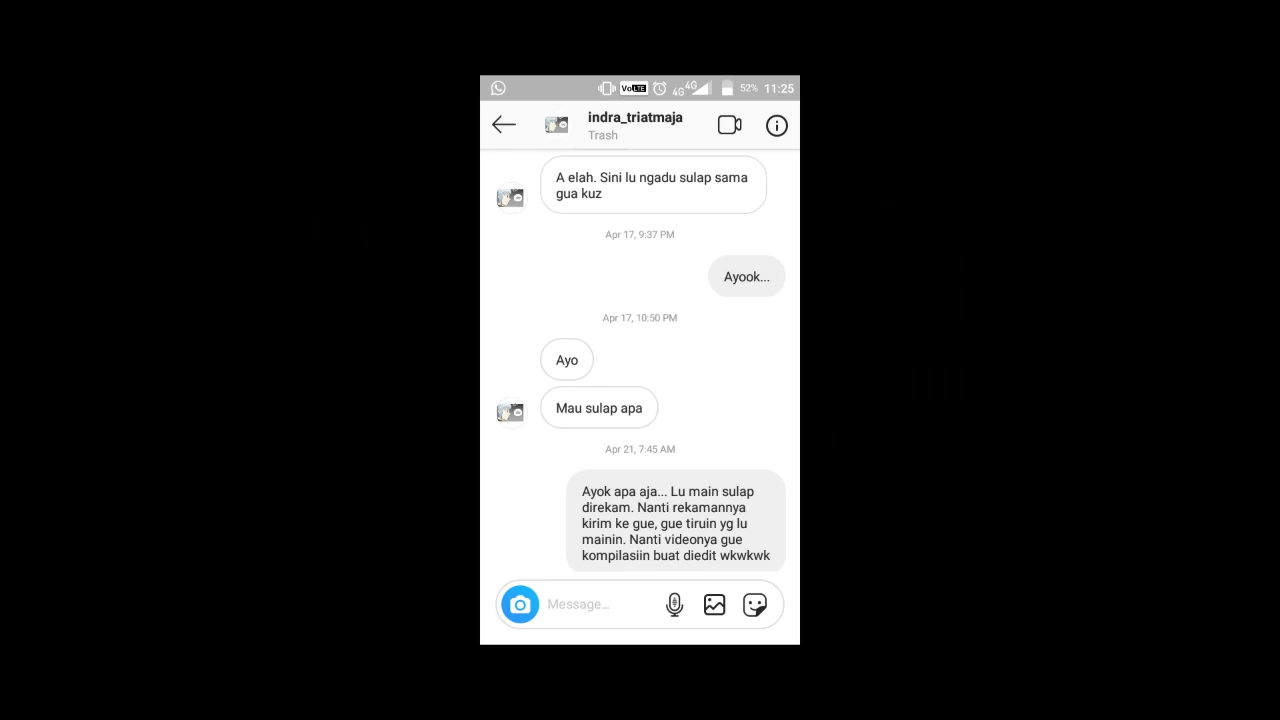 VoLTE 4G 4G 52% 11:25
indra_triatmaja
Trash
A elah. Sini lu ngadu sulap sama
gua kuz
Apr 17, 9:37 PM
Ayook...
Apr 17, 10:50 PM
Ayo
Mau sulap apa
Apr 21, 7:45 AM
Ayok apa aja... Lu main sulap
direkam. Nanti rekamannya
kirim ke gue, gue tiruin yg lu
mainin. Nanti videonya gue
kompilasiin buat diedit wkwkwk
Message...